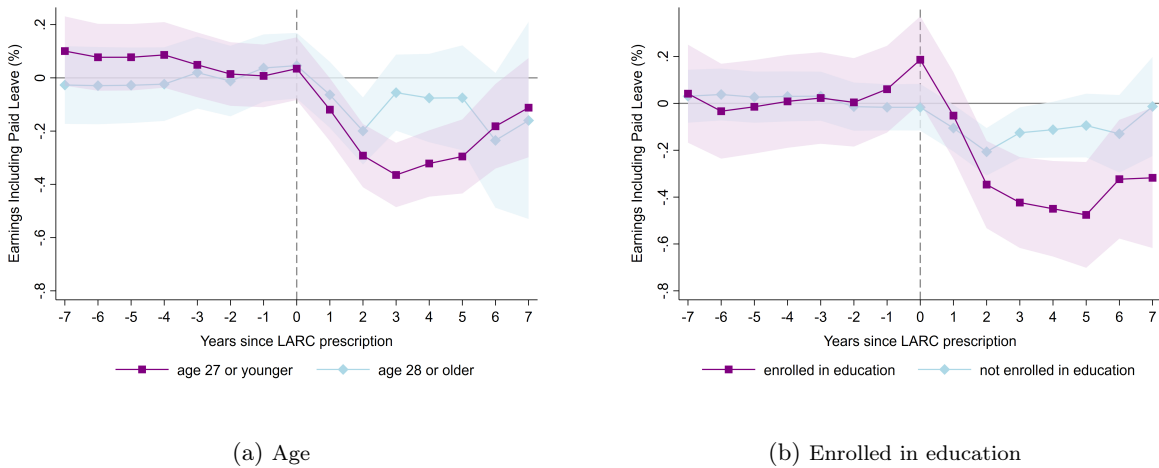 Earnings Including Paid Leave (%)
.2
0
-.2
-.4
-.6
-.8
-7 -6 -5 -4 -3 -2 -1 0 1 2 3 4 5 6 7
Years since LARC prescription
age 27 or younger age 28 or older
(a) Age
Earnings Including Paid Leave (%)
.2
0
-.2
-.4
-.6
-.8
-7 -6 -5 -4 -3 -2 -1 0 1 2 3 4 5 6 7
Years since LARC prescription
enrolled in education not enrolled in education
(b) Enrolled in education